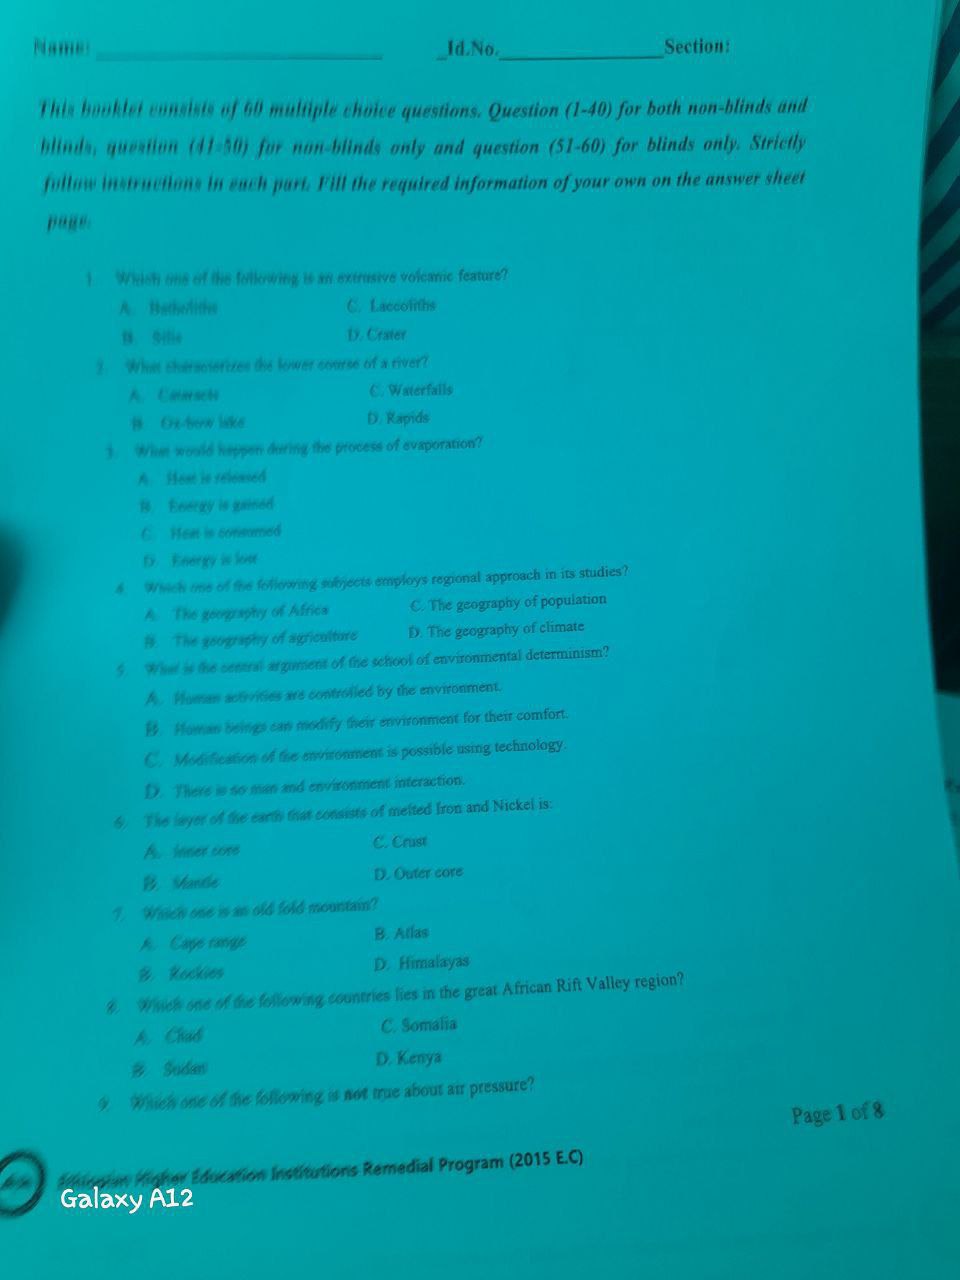 Name: ____________ Id.No. ____________ Section:
This booklet consists of 60 multiple choice questions. Question (1-40) for both non-blinds and
blinds, question (41-50) for non-blinds only and question (51-60) for blinds only. Strictly
follow instructions in each part. Fill the required information of your own on the answer sheet
page.
1. Which one of the following is an extrusive volcanic feature?
A. Batholiths C. Laccoliths
B. Sills D. Crater
2. What characterizes the lower course of a river?
A. Cataracts C. Waterfalls
B. Ox-bow lake D. Rapids
3. What would happen during the process of evaporation?
A. Heat is released
B. Energy is gained
C. Heat is consumed
D. Energy is lost
4. Which one of the following subjects employs regional approach in its studies?
A. The geography of Africa C. The geography of population
B. The geography of agriculture D. The geography of climate
5. What is the central argument of the school of environmental determinism?
A. Human activities are controlled by the environment.
B. Human beings can modify their environment for their comfort.
C. Modification of the environment is possible using technology.
D. There is no man and environment interaction.
6. The layer of the earth that consists of melted Iron and Nickel is:
A. Inner core C. Crust
B. Mantle D. Outer core
7. Which one is an old fold mountain?
A. Cape range B. Atlas
B. Rockies D. Himalayas
8. Which one of the following countries lies in the great African Rift Valley region?
A. Chad C. Somalia
B. Sudan D. Kenya
9. Which one of the following is not true about air pressure?
Page 1 of 8
Ethiopian Higher Education Institutions Remedial Program (2015 E.C)
Galaxy A12